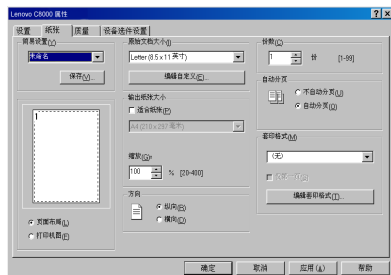 Lenovo C8000 属性
设置 纸张 质量 设备选件设置
简易设置(Y)
未命名
保存(V)...
1
页面布局(L)
打印机图(F)
原始文档大小(I)
Letter (8.5 x 11 英寸)
编辑自定义(E)...
输出纸张大小
适合纸张(P)
A4 (210 x 297 毫米)
缩放(G):
100 % [20-400]
方向
纵向(R)
横向(O)
份数(C)
1 [1-99]
自动分页
不自动分页(U)
自动分页(O)
套印格式(M)
(无)
仅第一页
编辑套印格式(T)...
确定 取消 应用(A) 帮助